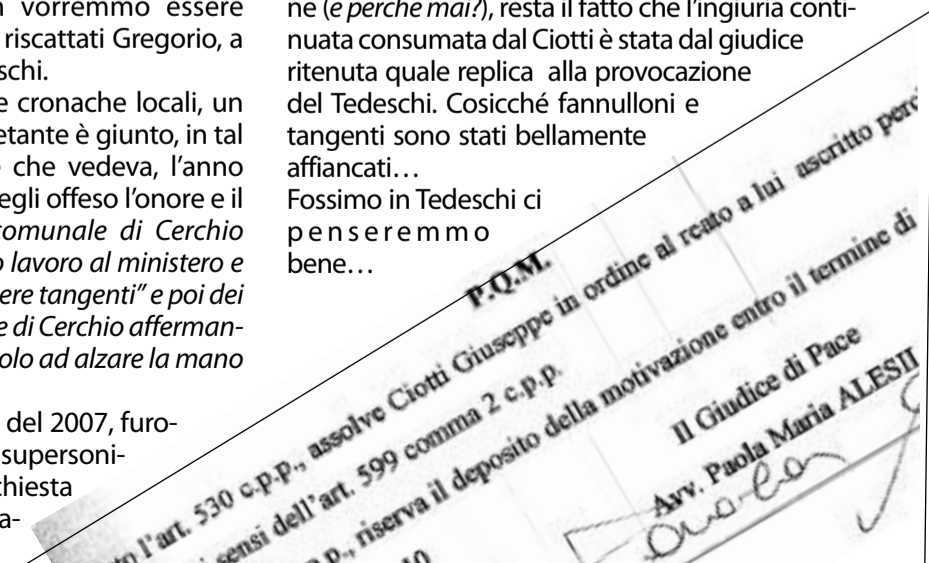 vorremmo essere
riscattati Gregorio, a
schi.
e cronache locali, un
etante è giunto, in tal
che vedeva, l'anno
egli offeso l'onore e il
comunale di Cerchio
lavoro al ministero e
ere tangenti” e poi dei
e di Cerchio afferman-
olo ad alzare la mano
del 2007, furo-
supersoni-
chiesta
a-
ne (e perché mai?), resta il fatto che l'ingiuria conti-
nuata consumata dal Ciotti è stata dal giudice
ritenuta quale replica alla provocazione
del Tedeschi. Cosicché fannulloni e
tangenti sono stati bellamente
affiancati…
Fossimo in Tedeschi ci
penseremmo
bene…
P.Q.M.
l'art. 530 c.p.p., assolve Ciotti Giuseppe in ordine al reato a lui ascritto perc
sensi dell'art. 599 comma 2 c.p.p.
.p., riserva il deposito della motivazione entro il termine di
Il Giudice di Pace
Avv. Paola Maria ALESII